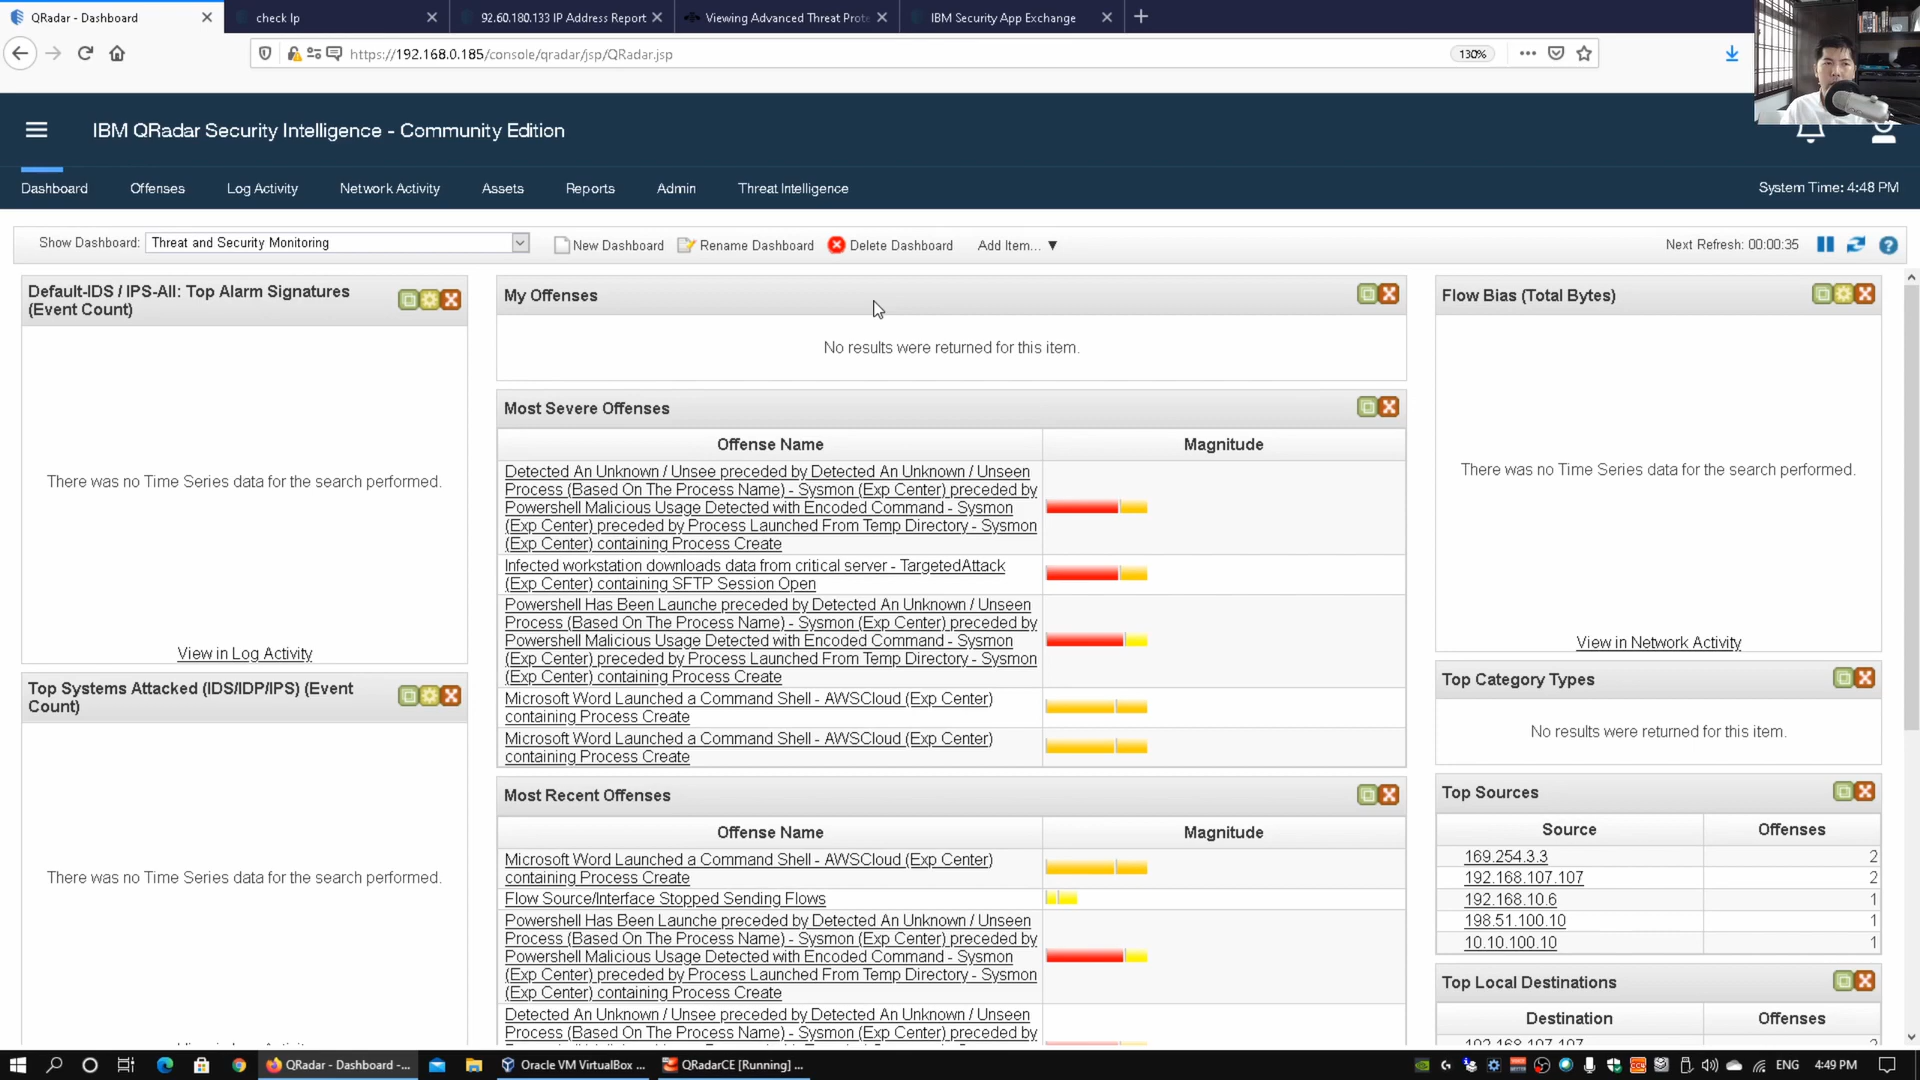 QRadar - Dashboard
check Ip
92.60.180.133 IP Address Report
Viewing Advanced Threat Prote
IBM Security App Exchange
https://192.168.0.185/console/qradar/jsp/QRadar.jsp
130%
IBM QRadar Security Intelligence - Community Edition
Dashboard
Offenses
Log Activity
Network Activity
Assets
Reports
Admin
Threat Intelligence
System Time: 4:48 PM
Show Dashboard:
Threat and Security Monitoring
New Dashboard
Rename Dashboard
Delete Dashboard
Add Item...
Next Refresh: 00:00:35
Default-IDS / IPS-All: Top Alarm Signatures
(Event Count)
There was no Time Series data for the search performed.
View in Log Activity
Top Systems Attacked (IDS/IDP/IPS) (Event
Count)
There was no Time Series data for the search performed.
My Offenses
No results were returned for this item.
Most Severe Offenses
Offense Name
Magnitude
Detected An Unknown / Unsee preceded by Detected An Unknown / Unseen
Process (Based On The Process Name) - Sysmon (Exp Center) preceded by
Powershell Malicious Usage Detected with Encoded Command - Sysmon
(Exp Center) preceded by Process Launched From Temp Directory - Sysmon
(Exp Center) containing Process Create
Infected workstation downloads data from critical server - TargetedAttack
(Exp Center) containing SFTP Session Open
Powershell Has Been Launche preceded by Detected An Unknown / Unseen
Process (Based On The Process Name) - Sysmon (Exp Center) preceded by
Powershell Malicious Usage Detected with Encoded Command - Sysmon
(Exp Center) preceded by Process Launched From Temp Directory - Sysmon
(Exp Center) containing Process Create
Microsoft Word Launched a Command Shell - AWSCloud (Exp Center)
containing Process Create
Microsoft Word Launched a Command Shell - AWSCloud (Exp Center)
containing Process Create
Most Recent Offenses
Offense Name
Magnitude
Microsoft Word Launched a Command Shell - AWSCloud (Exp Center)
containing Process Create
Flow Source/Interface Stopped Sending Flows
Powershell Has Been Launche preceded by Detected An Unknown / Unseen
Process (Based On The Process Name) - Sysmon (Exp Center) preceded by
Powershell Malicious Usage Detected with Encoded Command - Sysmon
(Exp Center) preceded by Process Launched From Temp Directory - Sysmon
(Exp Center) containing Process Create
Detected An Unknown / Unsee preceded by Detected An Unknown / Unseen
Process (Based On The Process Name) - Sysmon (Exp Center) preceded by
Flow Bias (Total Bytes)
There was no Time Series data for the search performed.
View in Network Activity
Top Category Types
No results were returned for this item.
Top Sources
Source
Offenses
169.254.3.3
2
192.168.107.107
2
192.168.10.6
1
198.51.100.10
1
10.10.100.10
1
Top Local Destinations
Destination
Offenses
192.168.107.107
2
QRadar - Dashboard -...
Oracle VM VirtualBox ...
QRadarCE [Running] ...
ENG
4:49 PM